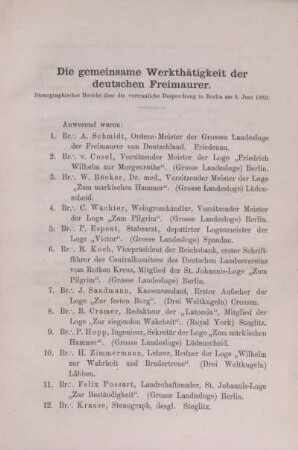 Die gemeinsame Werkthätigkeit der
deutschen Freimaurer.
Stenographischer Bericht über die vertrauliche Besprechung in Berlin am 8. Juni
Anwesend waren:
1. Br∴ A. Schmidt, Ordens-Meister der Grossen Landesloge
der Freimaurer von Deutschland. Friedenau.
2. Br∴ v. Cusel, Vorsitzender Meister der Loge „Friedrich
Wilhelm zur Morgenröthe“. (Grosse Landesloge) Berlin.
3. Br∴ W. Böcker, Dr. med., Vorsitzender Meister der Loge
„Zum märkischen Hammer“. (Grosse Landesloge) Lüden-
scheid.
4. Br∴ C. Wächter, Weingrosshändler, Vorsitzender Meister
der Loge „Zum Pilgrim“. (Grosse Landesloge) Berlin.
5. Br∴ P. Erpent, Stabsarzt, deputirter Logenmeister der
Loge „Victor“. (Grosse Landesloge) Spandau.
6. Br∴ R. Koch, Vicepräsident der Reichsbank, erster Schrift-
führer des Centralkomitees des Deutschen Landesvereins
vom Rothen Kreuz, Mitglied der St. Johannis-Loge „Zum
Pilgrim“. (Grosse Landesloge) Berlin.
7. Br∴ J. Sandmann, Kassenrendant, Erster Aufseher der
Loge „Zur festen Burg“. (Drei Weltkugeln) Crossen.
8. Br∴ B. Cramer, Redakteur der „Latomia“, Mitglied der
Loge „Zur siegenden Wahrheit“. (Royal York) Steglitz.
9. Br∴ P. Hopp, Ingenieur, Sekretär der Loge „Zum märkischen
Hammer“. (Grosse Landesloge) Lüdenscheid.
10. Br∴ H. Zimmermann, Lehrer, Redner der Loge „Wilhelm
zur Wahrheit und Brudertreue“. (Drei Weltkugeln)
Lübben.
11. Br∴ Felix Possart, Landschaftsmaler, St. Johannis-Loge
„Zur Beständigkeit“. (Grosse Landesloge) Berlin.
12. Br∴ Krause, Stenograph, desgl. Steglitz.